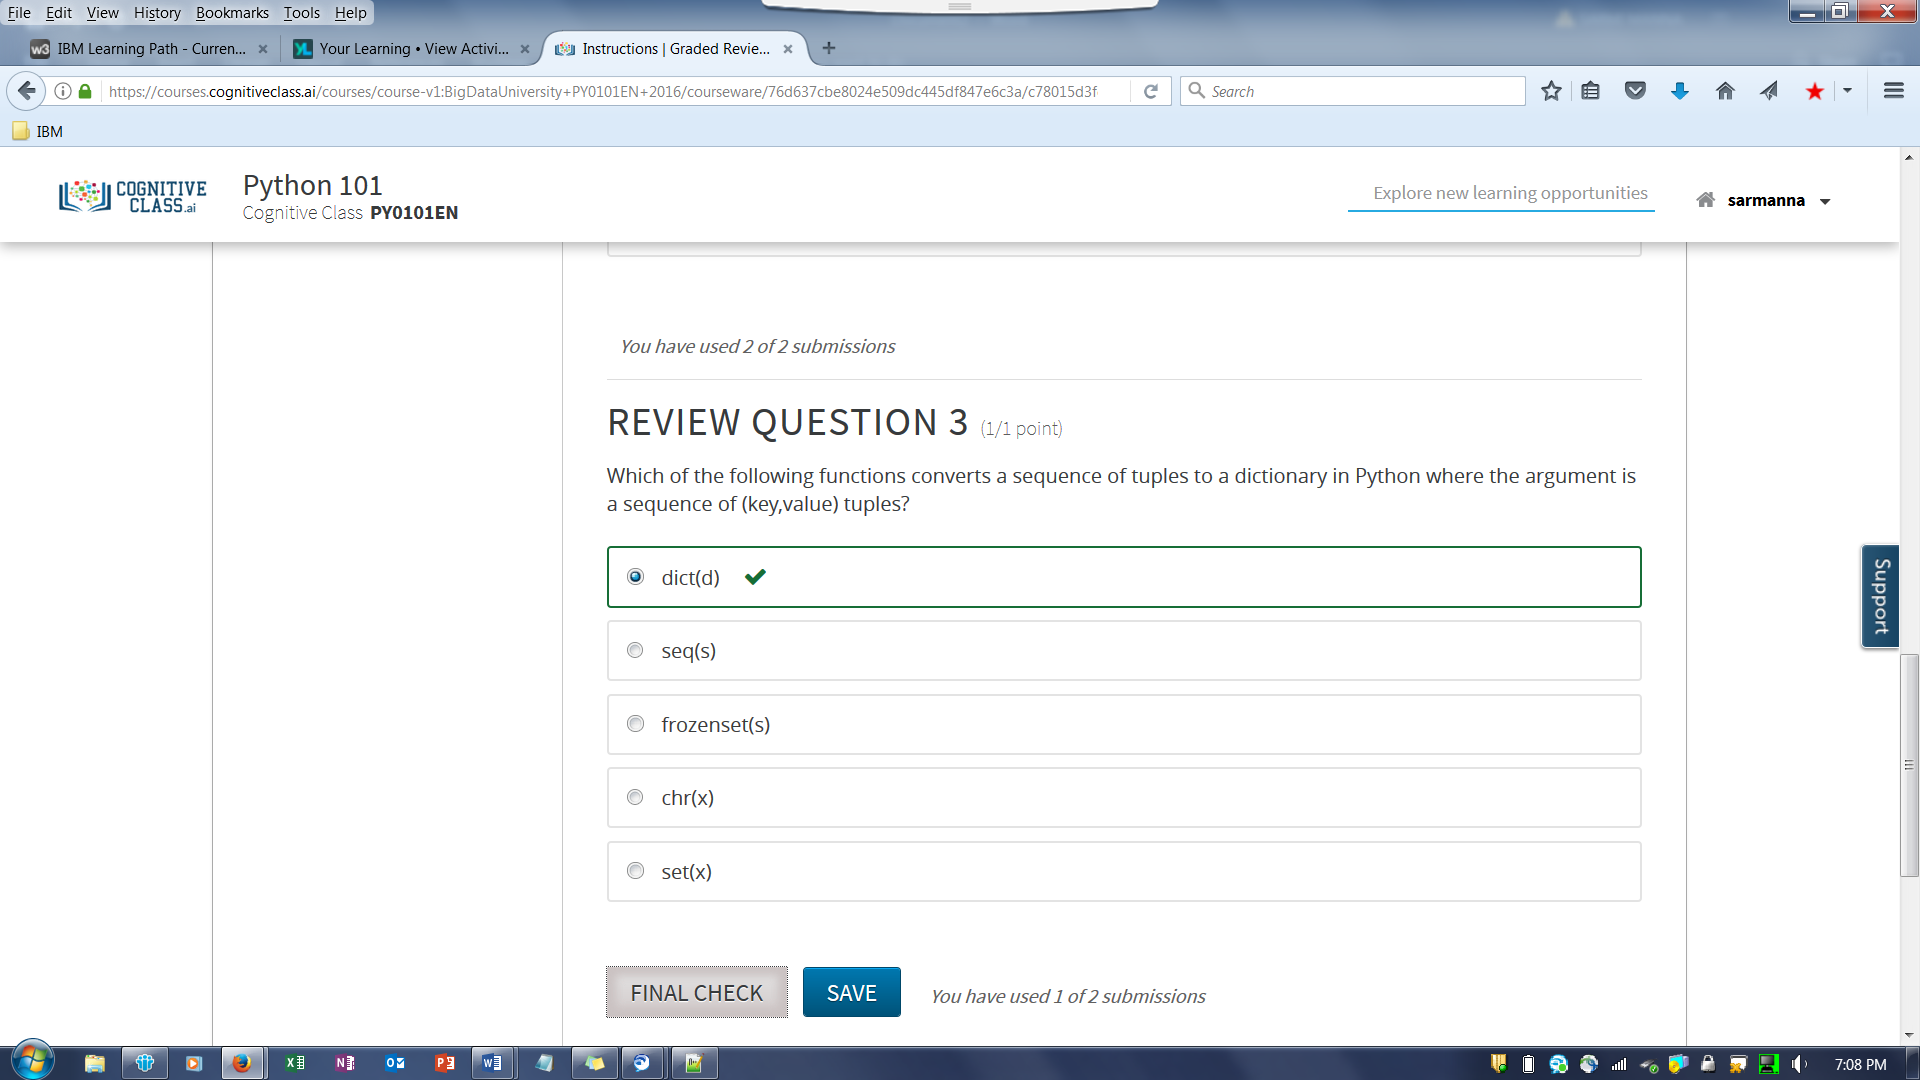 File Edit View History Bookmarks Tools Help
w3 IBM Learning Path - Curren... YL Your Learning • View Activi... Instructions | Graded Revie...
https://courses.cognitiveclass.ai/courses/course-v1:BigDataUniversity+PY0101EN+2016/courseware/76d637cbe8024e509dc445df847e6c3a/c78015d3f Search
IBM
COGNITIVE CLASS.ai
Python 101
Cognitive Class PY0101EN
Explore new learning opportunities
sarmanna
You have used 2 of 2 submissions
REVIEW QUESTION 3 (1/1 point)
Which of the following functions converts a sequence of tuples to a dictionary in Python where the argument is
a sequence of (key,value) tuples?
dict(d)
seq(s)
frozenset(s)
chr(x)
set(x)
Support
FINAL CHECK SAVE You have used 1 of 2 submissions
7:08 PM